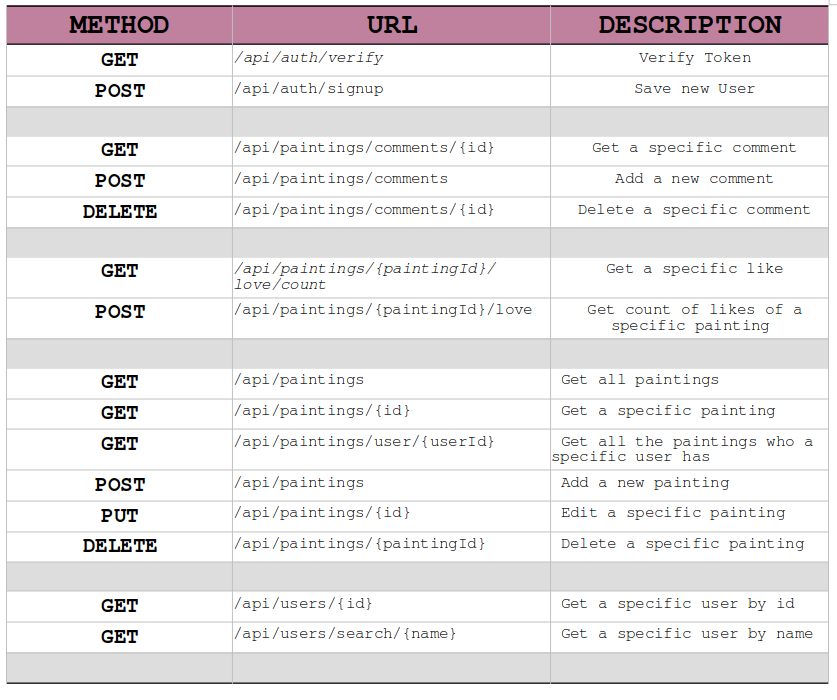 METHOD URL DESCRIPTION
GET /api/auth/verify Verify Token
POST /api/auth/signup Save new User
GET /api/paintings/comments/{id} Get a specific comment
POST /api/paintings/comments Add a new comment
DELETE /api/paintings/comments/{id} Delete a specific comment
GET /api/paintings/{paintingId}/ Get a specific like
love/count
POST /api/paintings/{paintingId}/love Get count of likes of a
specific painting
GET /api/paintings Get all paintings
GET /api/paintings/{id} Get a specific painting
GET /api/paintings/user/{userId} Get all the paintings who a
specific user has
POST /api/paintings Add a new painting
PUT /api/paintings/{id} Edit a specific painting
DELETE /api/paintings/{paintingId} Delete a specific painting
GET /api/users/{id} Get a specific user by id
GET /api/users/search/{name} Get a specific user by name